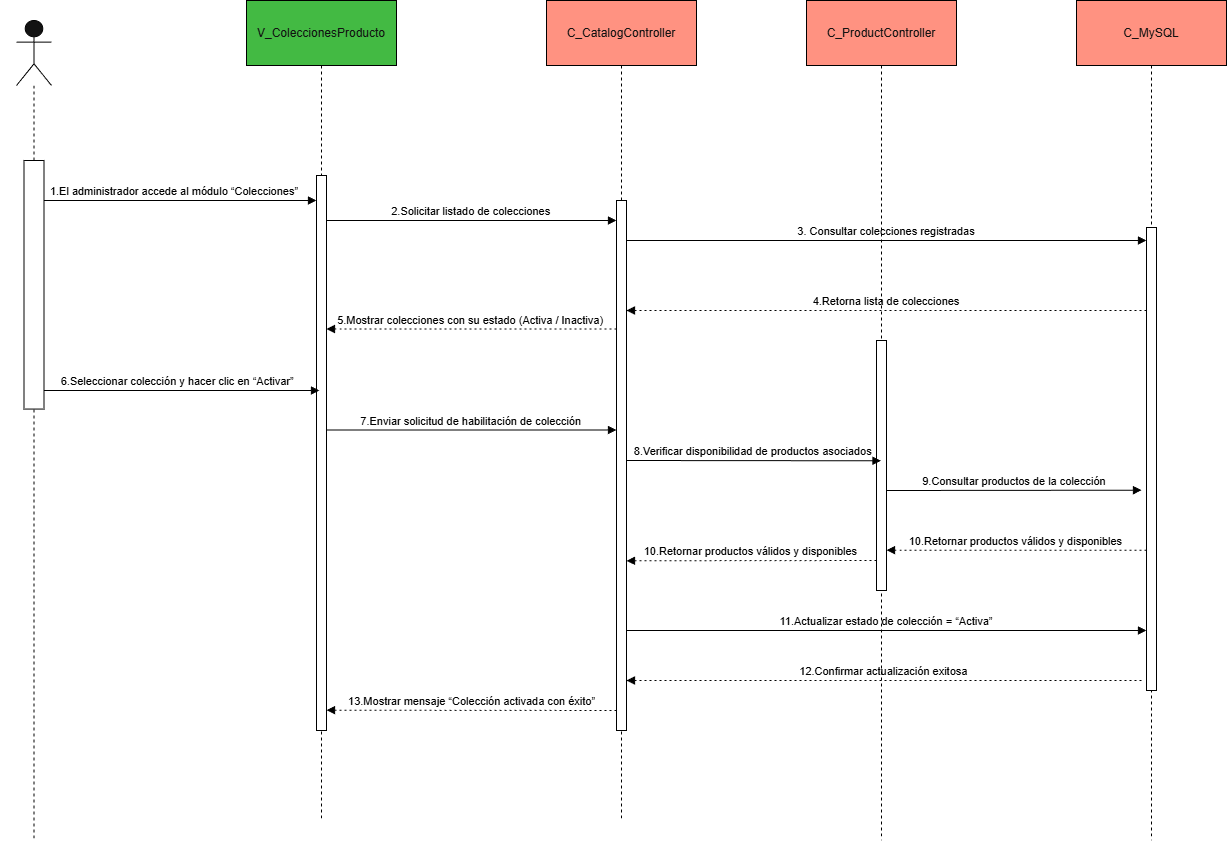 V_ColeccionesProducto
C_CatalogController
C_ProductController
C_MySQL
1.El administrador accede al módulo “Colecciones”
2.Solicitar listado de colecciones
3. Consultar colecciones registradas
4.Retorna lista de colecciones
5.Mostrar colecciones con su estado (Activa / Inactiva)
6.Seleccionar colección y hacer clic en “Activar”
7.Enviar solicitud de habilitación de colección
8.Verificar disponibilidad de productos asociados
9.Consultar productos de la colección
10.Retornar productos válidos y disponibles
10.Retornar productos válidos y disponibles
11.Actualizar estado de colección = “Activa”
12.Confirmar actualización exitosa
13.Mostrar mensaje “Colección activada con éxito”